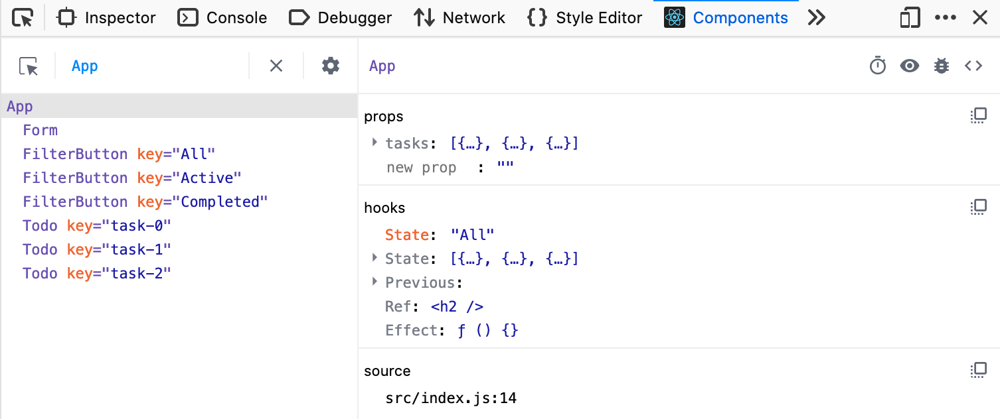 Inspector Console Debugger Network {} Style Editor Components
App
App
App
Form
FilterButton key="All"
FilterButton key="Active"
FilterButton key="Completed"
Todo key="task-0"
Todo key="task-1"
Todo key="task-2"
props
tasks: [{…}, {…}, {…}]
new prop : ""
hooks
State: "All"
State: [{…}, {…}, {…}]
Previous:
Ref: <h2 />
Effect: ƒ () {}
source
src/index.js:14